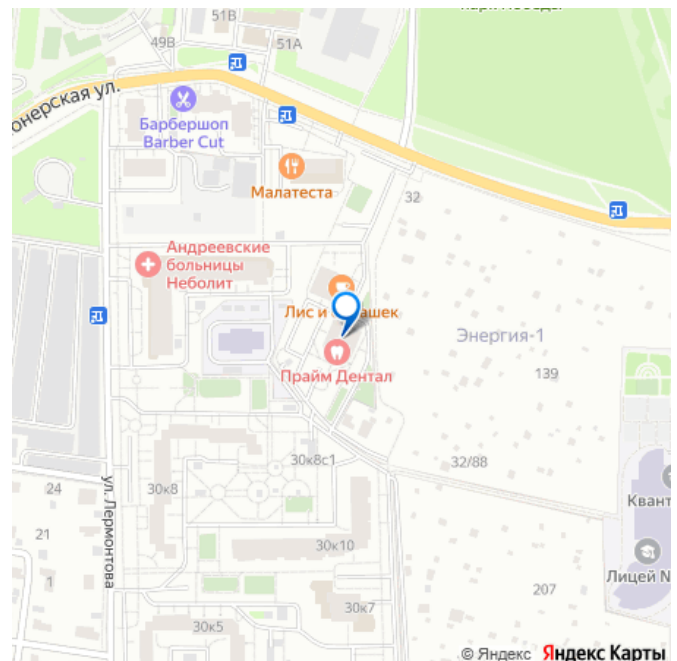 парк Победы
51В
49В
51А
онерская ул.
Барбершоп
Barber Cut
Малатеста
32
Андреевские
больницы
Неболит
Лис и
ашек
Энергия-1
Прайм Дентал
139
30к8с1
32/88
24
30к8
ул. Лермонтова
Квант
21
30к10
1
Лицей N
207
30к7
30к5
© Яндекс Яндекс Карты